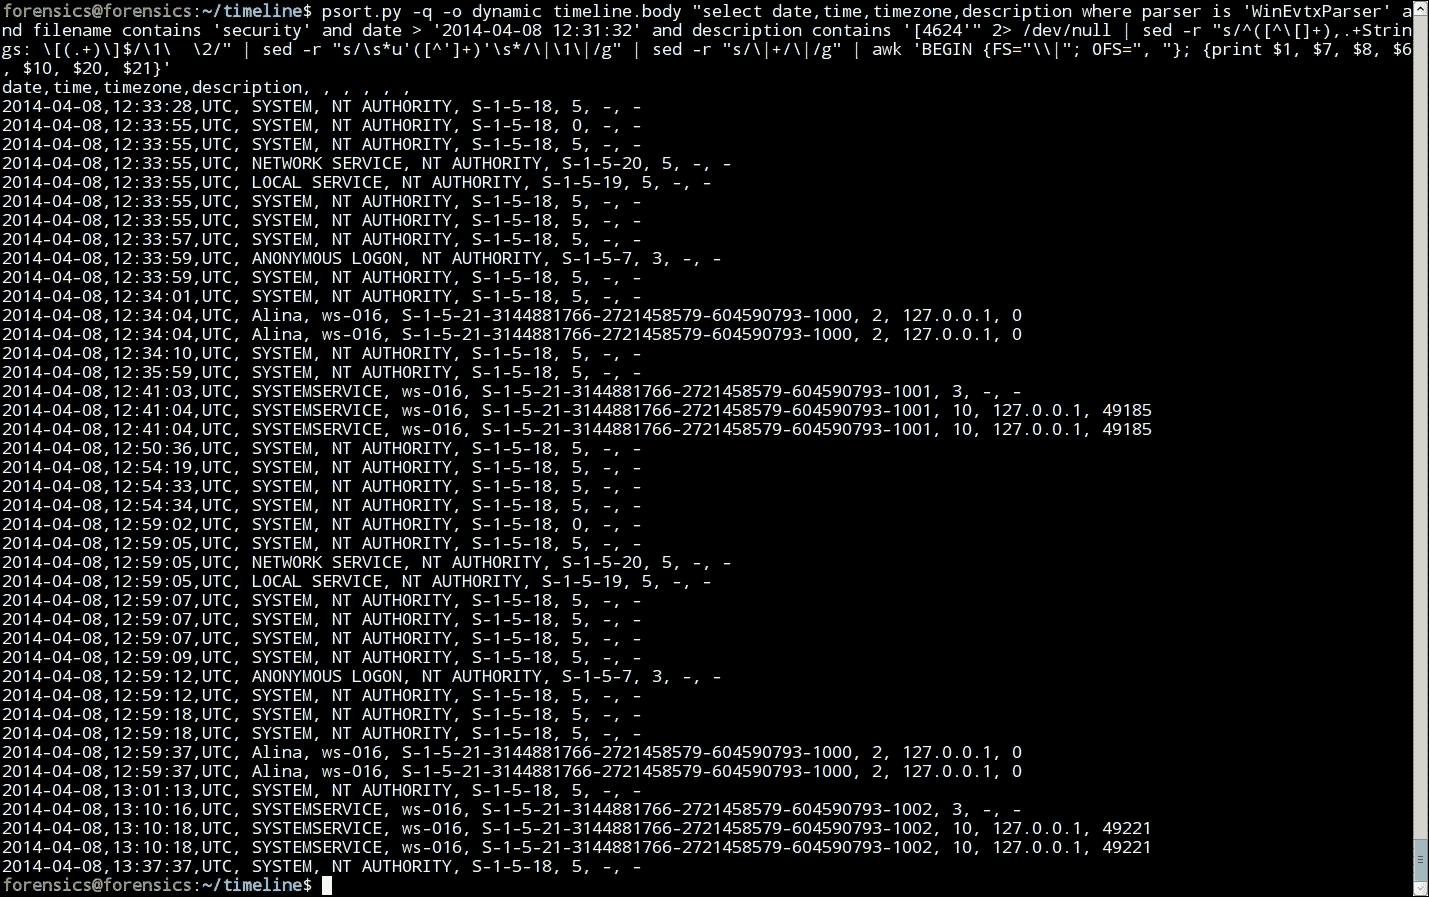 forensics@forensics:~/timeline$ psort.py -q -o dynamic timeline.body "select date,time,timezone,description where parser is 'WinEvtxParser' a
nd filename contains 'security' and date > '2014-04-08 12:31:32' and description contains '[4624'" 2> /dev/null | sed -r "s/^([^\[]+),.+Strin
gs: \[(.+)\]$/\1\  \2/" | sed -r "s/\s*u'([^']+)'\s*/\|\1\|/g" | sed -r "s/\|+/\|/g" | awk 'BEGIN {FS="\\|"; OFS=", "}; {print $1, $7, $8, $6
, $10, $20, $21}'
date,time,timezone,description, , , , , ,
2014-04-08,12:33:28,UTC, SYSTEM, NT AUTHORITY, S-1-5-18, 5, -, -
2014-04-08,12:33:55,UTC, SYSTEM, NT AUTHORITY, S-1-5-18, 0, -, -
2014-04-08,12:33:55,UTC, SYSTEM, NT AUTHORITY, S-1-5-18, 5, -, -
2014-04-08,12:33:55,UTC, NETWORK SERVICE, NT AUTHORITY, S-1-5-20, 5, -, -
2014-04-08,12:33:55,UTC, LOCAL SERVICE, NT AUTHORITY, S-1-5-19, 5, -, -
2014-04-08,12:33:55,UTC, SYSTEM, NT AUTHORITY, S-1-5-18, 5, -, -
2014-04-08,12:33:55,UTC, SYSTEM, NT AUTHORITY, S-1-5-18, 5, -, -
2014-04-08,12:33:57,UTC, SYSTEM, NT AUTHORITY, S-1-5-18, 5, -, -
2014-04-08,12:33:59,UTC, ANONYMOUS LOGON, NT AUTHORITY, S-1-5-7, 3, -, -
2014-04-08,12:33:59,UTC, SYSTEM, NT AUTHORITY, S-1-5-18, 5, -, -
2014-04-08,12:34:01,UTC, SYSTEM, NT AUTHORITY, S-1-5-18, 5, -, -
2014-04-08,12:34:04,UTC, Alina, ws-016, S-1-5-21-3144881766-2721458579-604590793-1000, 2, 127.0.0.1, 0
2014-04-08,12:34:04,UTC, Alina, ws-016, S-1-5-21-3144881766-2721458579-604590793-1000, 2, 127.0.0.1, 0
2014-04-08,12:34:10,UTC, SYSTEM, NT AUTHORITY, S-1-5-18, 5, -, -
2014-04-08,12:35:59,UTC, SYSTEM, NT AUTHORITY, S-1-5-18, 5, -, -
2014-04-08,12:41:03,UTC, SYSTEMSERVICE, ws-016, S-1-5-21-3144881766-2721458579-604590793-1001, 3, -, -
2014-04-08,12:41:04,UTC, SYSTEMSERVICE, ws-016, S-1-5-21-3144881766-2721458579-604590793-1001, 10, 127.0.0.1, 49185
2014-04-08,12:41:04,UTC, SYSTEMSERVICE, ws-016, S-1-5-21-3144881766-2721458579-604590793-1001, 10, 127.0.0.1, 49185
2014-04-08,12:50:36,UTC, SYSTEM, NT AUTHORITY, S-1-5-18, 5, -, -
2014-04-08,12:54:19,UTC, SYSTEM, NT AUTHORITY, S-1-5-18, 5, -, -
2014-04-08,12:54:33,UTC, SYSTEM, NT AUTHORITY, S-1-5-18, 5, -, -
2014-04-08,12:54:34,UTC, SYSTEM, NT AUTHORITY, S-1-5-18, 5, -, -
2014-04-08,12:59:02,UTC, SYSTEM, NT AUTHORITY, S-1-5-18, 0, -, -
2014-04-08,12:59:05,UTC, SYSTEM, NT AUTHORITY, S-1-5-18, 5, -, -
2014-04-08,12:59:05,UTC, NETWORK SERVICE, NT AUTHORITY, S-1-5-20, 5, -, -
2014-04-08,12:59:05,UTC, LOCAL SERVICE, NT AUTHORITY, S-1-5-19, 5, -, -
2014-04-08,12:59:07,UTC, SYSTEM, NT AUTHORITY, S-1-5-18, 5, -, -
2014-04-08,12:59:07,UTC, SYSTEM, NT AUTHORITY, S-1-5-18, 5, -, -
2014-04-08,12:59:07,UTC, SYSTEM, NT AUTHORITY, S-1-5-18, 5, -, -
2014-04-08,12:59:09,UTC, SYSTEM, NT AUTHORITY, S-1-5-18, 5, -, -
2014-04-08,12:59:12,UTC, ANONYMOUS LOGON, NT AUTHORITY, S-1-5-7, 3, -, -
2014-04-08,12:59:12,UTC, SYSTEM, NT AUTHORITY, S-1-5-18, 5, -, -
2014-04-08,12:59:18,UTC, SYSTEM, NT AUTHORITY, S-1-5-18, 5, -, -
2014-04-08,12:59:18,UTC, SYSTEM, NT AUTHORITY, S-1-5-18, 5, -, -
2014-04-08,12:59:37,UTC, Alina, ws-016, S-1-5-21-3144881766-2721458579-604590793-1000, 2, 127.0.0.1, 0
2014-04-08,12:59:37,UTC, Alina, ws-016, S-1-5-21-3144881766-2721458579-604590793-1000, 2, 127.0.0.1, 0
2014-04-08,13:01:13,UTC, SYSTEM, NT AUTHORITY, S-1-5-18, 5, -, -
2014-04-08,13:10:16,UTC, SYSTEMSERVICE, ws-016, S-1-5-21-3144881766-2721458579-604590793-1002, 3, -, -
2014-04-08,13:10:18,UTC, SYSTEMSERVICE, ws-016, S-1-5-21-3144881766-2721458579-604590793-1002, 10, 127.0.0.1, 49221
2014-04-08,13:10:18,UTC, SYSTEMSERVICE, ws-016, S-1-5-21-3144881766-2721458579-604590793-1002, 10, 127.0.0.1, 49221
2014-04-08,13:37:37,UTC, SYSTEM, NT AUTHORITY, S-1-5-18, 5, -, -
forensics@forensics:~/timeline$